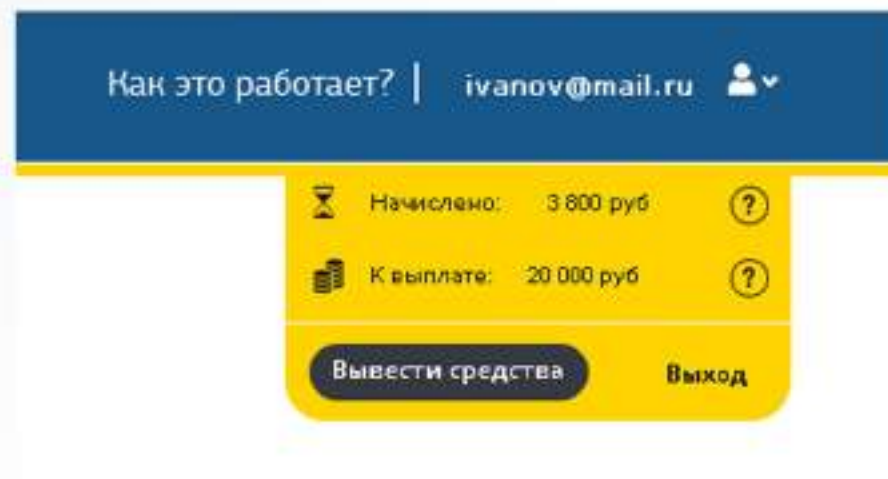 Как это работает? | ivanov@mail.ru
Начислено: 3 800 руб ?
К выплате: 20 000 руб ?
Вывести средства Выход